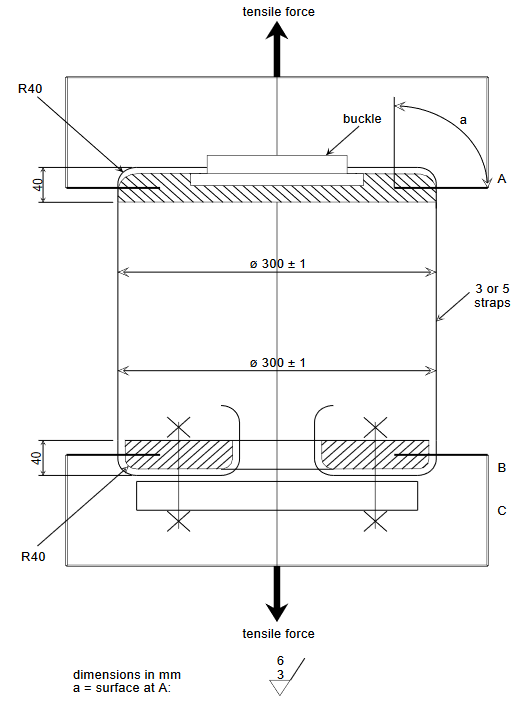 tensile force
R40
buckle
a
40
A
ø 300 ± 1
3 or 5
straps
ø 300 ± 1
40
B
C
R40
tensile force
6
3
dimensions in mm
a = surface at A: